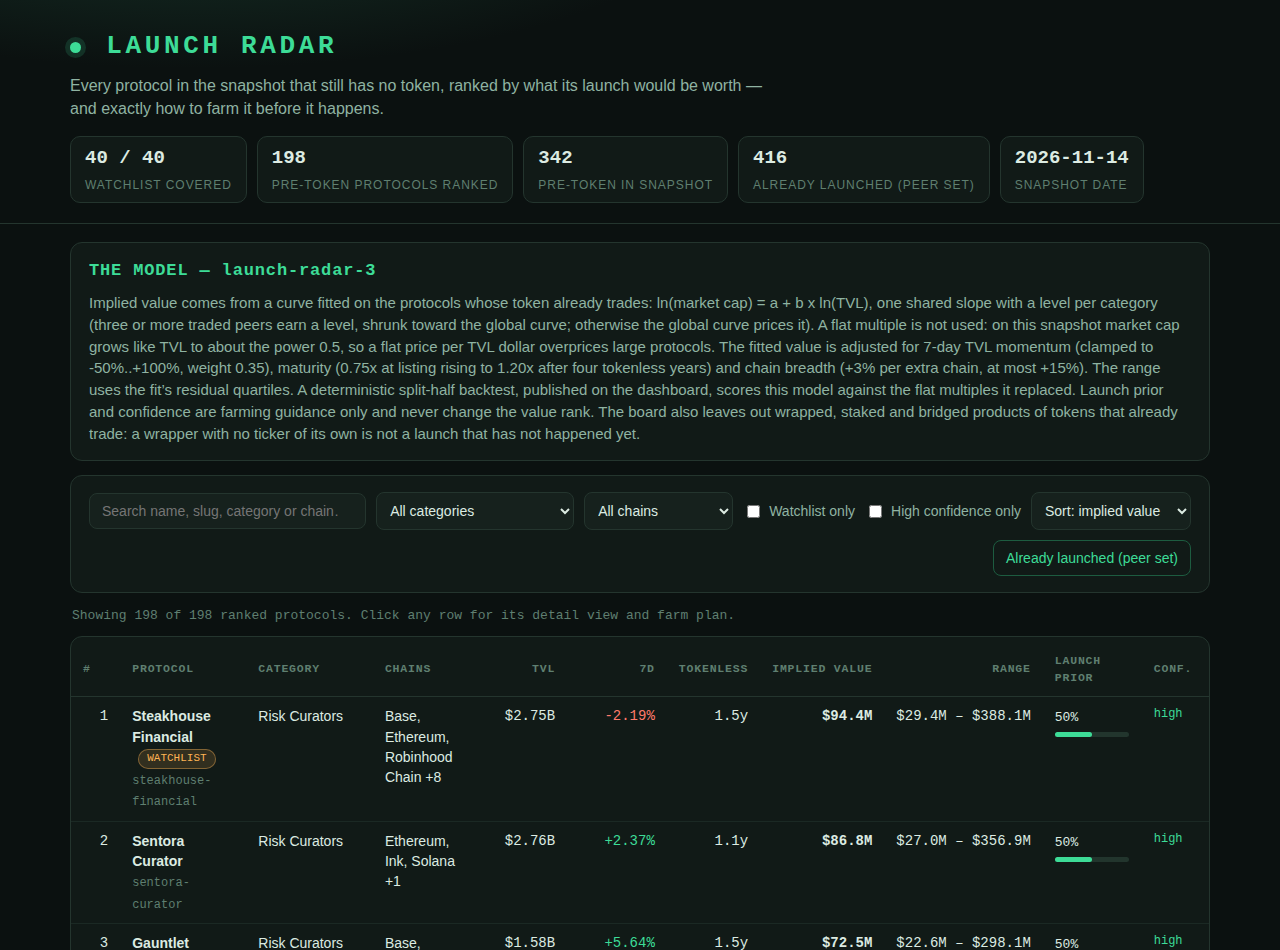 LAUNCH RADAR
Every protocol in the snapshot that still has no token, ranked by what its launch would be worth —
and exactly how to farm it before it happens.
40 / 40
WATCHLIST COVERED
198
PRE-TOKEN PROTOCOLS RANKED
342
PRE-TOKEN IN SNAPSHOT
416
ALREADY LAUNCHED (PEER SET)
2026-11-14
SNAPSHOT DATE
THE MODEL — launch-radar-3
Implied value comes from a curve fitted on the protocols whose token already trades: ln(market cap) = a + b x ln(TVL), one shared slope with a level per category
(three or more traded peers earn a level, shrunk toward the global curve; otherwise the global curve prices it). A flat multiple is not used: on this snapshot market cap
grows like TVL to about the power 0.5, so a flat price per TVL dollar overprices large protocols. The fitted value is adjusted for 7-day TVL momentum (clamped to
-50%..+100%, weight 0.35), maturity (0.75x at listing rising to 1.20x after four tokenless years) and chain breadth (+3% per extra chain, at most +15%). The range
uses the fit's residual quartiles. A deterministic split-half backtest, published on the dashboard, scores this model against the flat multiples it replaced. Launch prior
and confidence are farming guidance only and never change the value rank. The board also leaves out wrapped, staked and bridged products of tokens that already
trade: a wrapper with no ticker of its own is not a launch that has not happened yet.
Search name, slug, category or chain.
All categories
All chains
Watchlist only
High confidence only
Sort: implied value
Already launched (peer set)
Showing 198 of 198 ranked protocols. Click any row for its detail view and farm plan.
# PROTOCOL CATEGORY CHAINS TVL 7D TOKENLESS IMPLIED VALUE RANGE LAUNCH PRIOR CONF.
1 Steakhouse Risk Curators Base, $2.75B -2.19% 1.5y $94.4M $29.4M – $388.1M 50% high
Financial Ethereum,
WATCHLIST Robinhood
steakhouse- Chain +8
financial
2 Sentora Risk Curators Ethereum, $2.76B +2.37% 1.1y $86.8M $27.0M – $356.9M 50% high
Curator Ink, Solana
sentora- +1
curator
3 Gauntlet Risk Curators Base, $1.58B +5.64% 1.5y $72.5M $22.6M – $298.1M 50% high